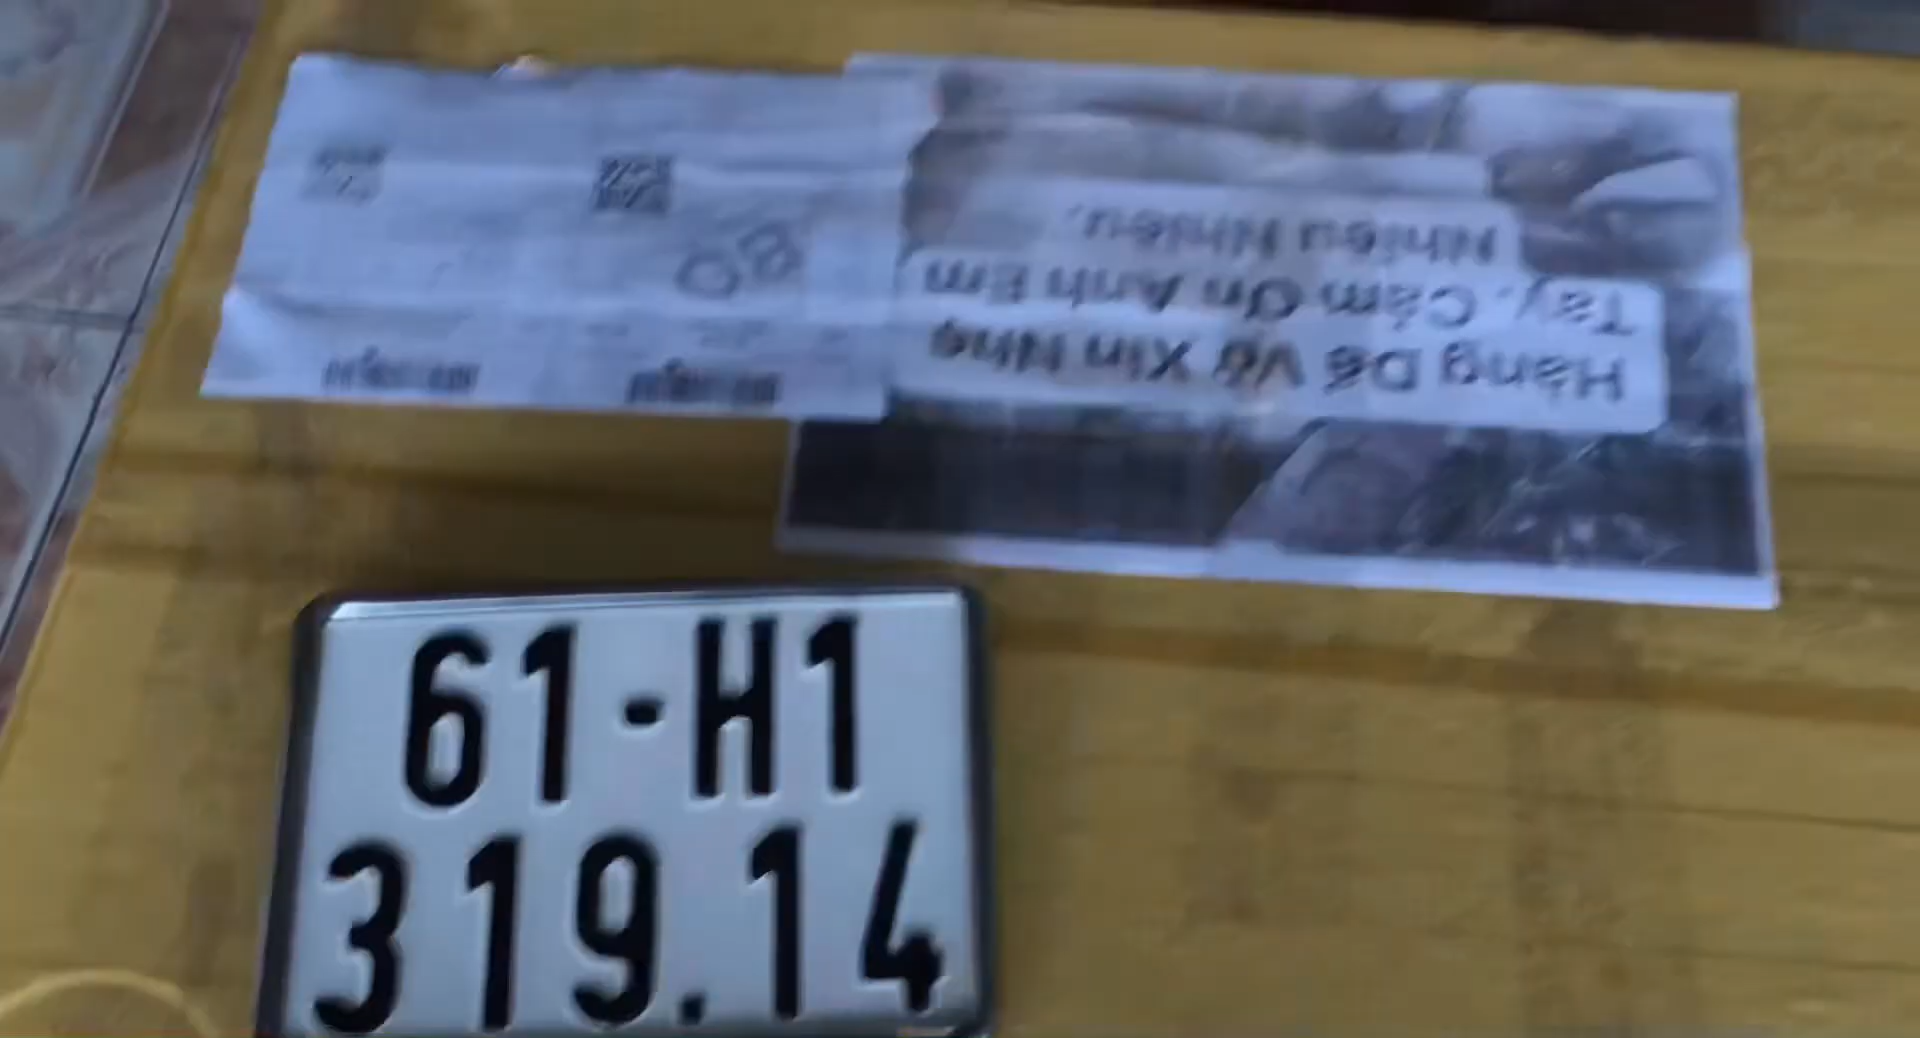 Hàng Dễ Vỡ Xin Nhẹ
Tay. Cảm Ơn Anh Em
Nhiều Nhiều.
61-H1
319.14